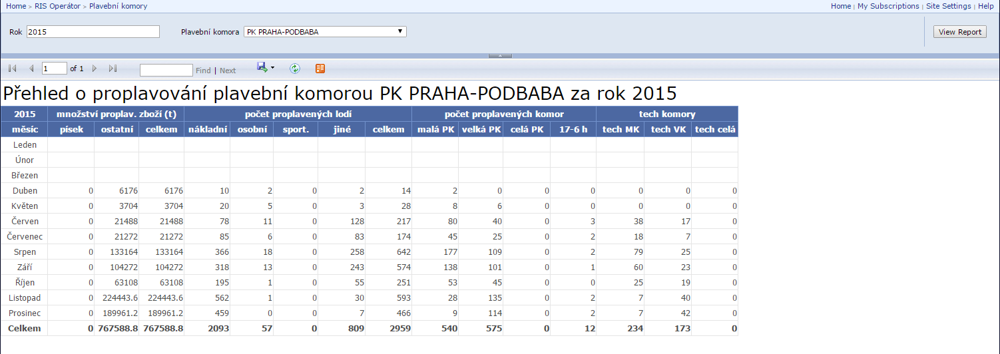 Home > RIS Operátor > Plavební komory Home | My Subscriptions | Site Settings | Help
Rok 2015 Plavební komora PK PRAHA-PODBABA View Report
1 of 1 Find | Next
Přehled o proplavování plavební komorou PK PRAHA-PODBABA za rok 2015
2015 množství proplav. zboží (t) počet proplavených lodí počet proplavených komor tech komory
měsíc písek ostatní celkem nákladní osobní sport. jiné celkem malá PK velká PK celá PK 17-6 h tech MK tech VK tech celá
Leden
Únor
Březen
Duben 0 6176 6176 10 2 0 2 14 2 0 0 0 0 0 0
Květen 0 3704 3704 20 5 0 3 28 8 6 0 0 0 0 0
Červen 0 21488 21488 78 11 0 128 217 80 40 0 3 38 17 0
Červenec 0 21272 21272 85 6 0 83 174 45 25 0 2 18 7 0
Srpen 0 133164 133164 366 18 0 258 642 177 109 0 2 79 25 0
Září 0 104272 104272 318 13 0 243 574 138 101 0 1 60 23 0
Říjen 0 63108 63108 195 1 0 55 251 53 45 0 0 25 19 0
Listopad 0 224443.6 224443.6 562 1 0 30 593 28 135 0 2 7 40 0
Prosinec 0 189961.2 189961.2 459 0 0 7 466 9 114 0 2 7 42 0
Celkem 0 767588.8 767588.8 2093 57 0 809 2959 540 575 0 12 234 173 0